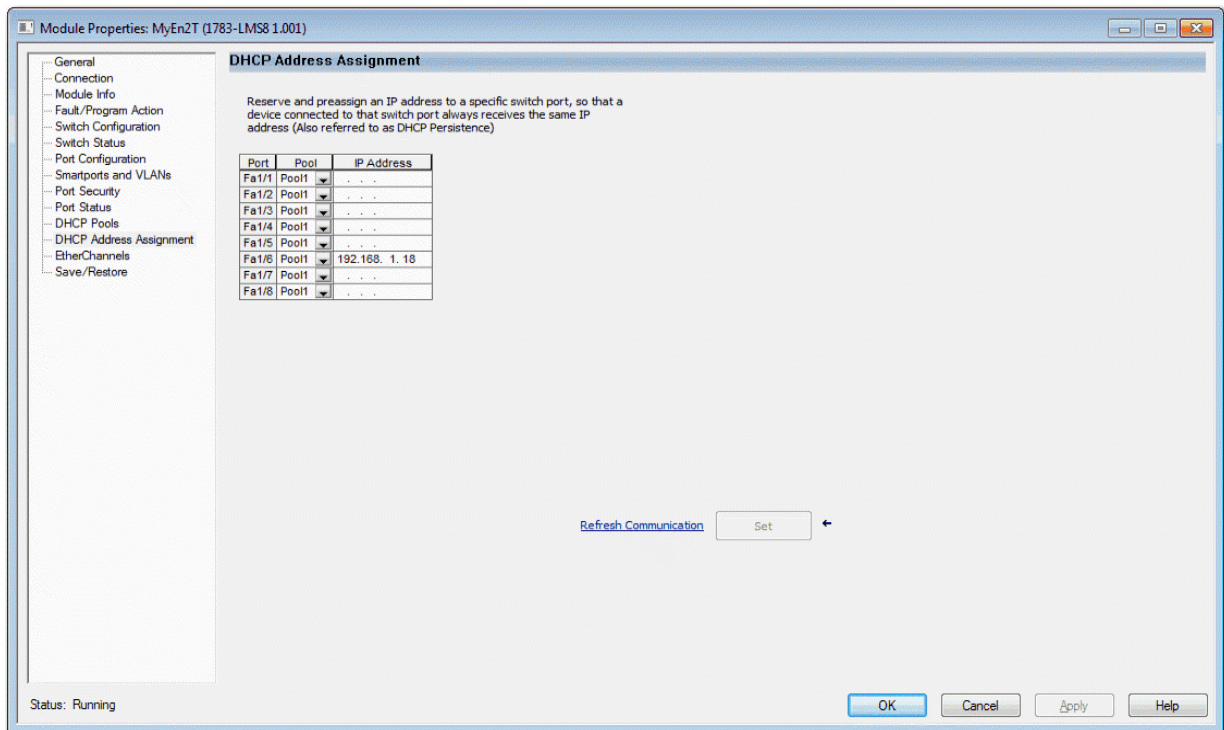 Module Properties: MyEn2T (1783-LMS8 1.001)
General
Connection
Module Info
Fault/Program Action
Switch Configuration
Switch Status
Port Configuration
Smartports and VLANs
Port Security
Port Status
DHCP Pools
DHCP Address Assignment
EtherChannels
Save/Restore
DHCP Address Assignment
Reserve and preassign an IP address to a specific switch port, so that a
device connected to that switch port always receives the same IP
address (Also referred to as DHCP Persistence)
Port Pool IP Address
Fa1/1 Pool1 . . .
Fa1/2 Pool1 . . .
Fa1/3 Pool1 . . .
Fa1/4 Pool1 . . .
Fa1/5 Pool1 . . .
Fa1/6 Pool1 192.168. 1. 18
Fa1/7 Pool1 . . .
Fa1/8 Pool1 . . .
Refresh Communication Set
Status: Running
OK Cancel Apply Help